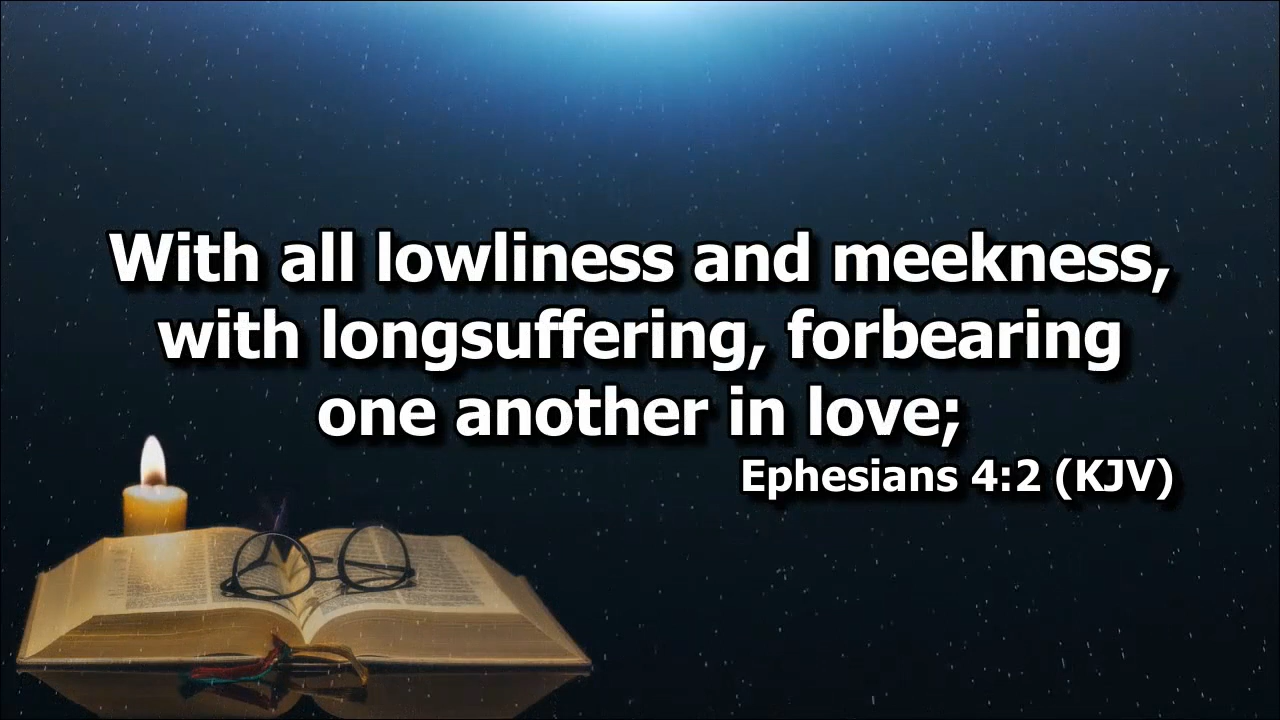 With all lowliness and meekness,
with longsuffering, forbearing
one another in love;
Ephesians 4:2 (KJV)